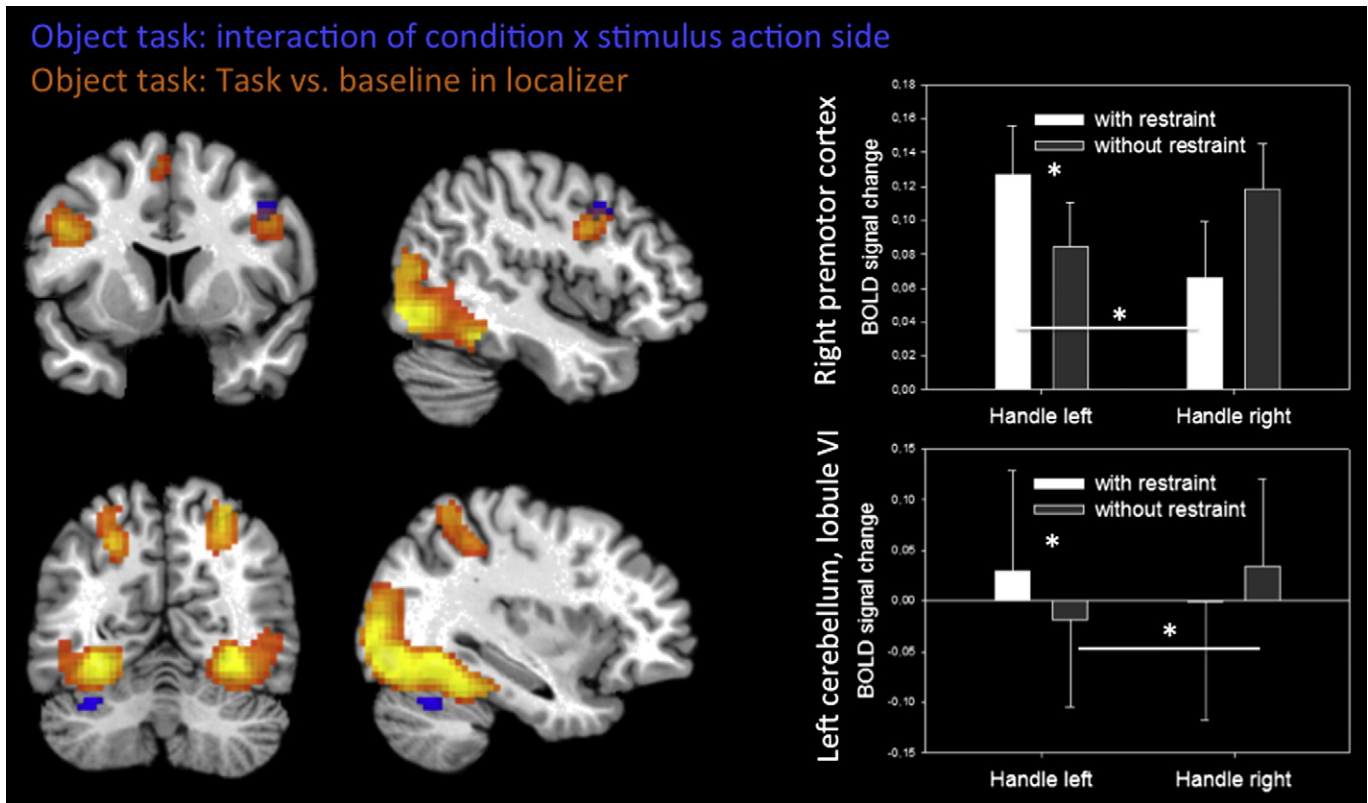 Object task: interaction of condition x stimulus action side
Object task: Task vs. baseline in localizer
Right premotor cortex
BOLD signal change
0,18
0,16
0,14
0,12
0,10
0,08
0,06
0,04
0,02
0,00
with restraint
without restraint
*
*
Handle left
Handle right
Left cerebellum, lobule VI
BOLD signal change
0,15
0,10
0,05
0,00
-0,05
-0,10
-0,15
with restraint
without restraint
*
*
Handle left
Handle right